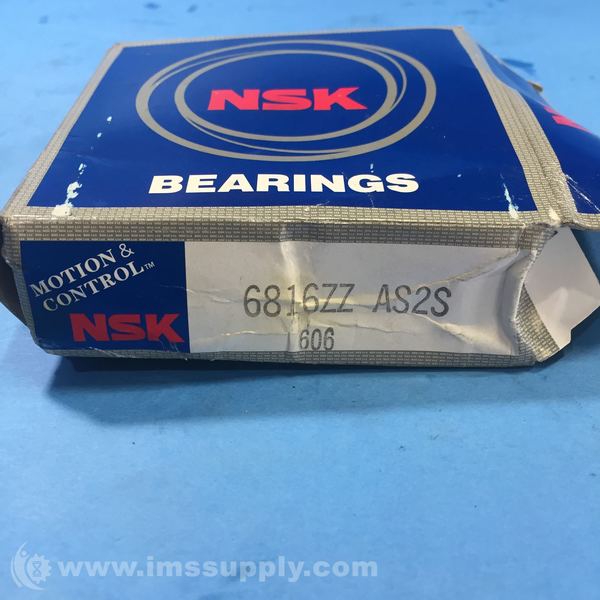 NSK
BEARINGS
MOTION &
CONTROL™
NSK
6816ZZ AS2S
606
www.imssupply.com